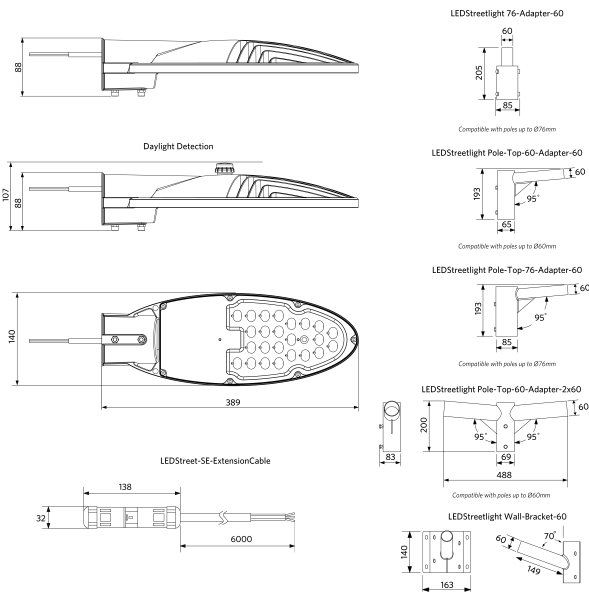 LEDStreetlight 76-Adapter-60
60
205
85
Compatible with poles up to Ø76mm
88
Daylight Detection
107
88
LEDStreetlight Pole-Top-60-Adapter-60
60
193
95°
65
Compatible with poles up to Ø60mm
LEDStreetlight Pole-Top-76-Adapter-60
60
193
95°
85
Compatible with poles up to Ø76mm
140
389
LEDStreetlight Pole-Top-60-Adapter-2x60
60
200
95°
95°
83
69
488
Compatible with poles up to Ø60mm
LEDStreet-SE-ExtensionCable
138
32
6000
LEDStreetlight Wall-Bracket-60
140
163
60
70°
149